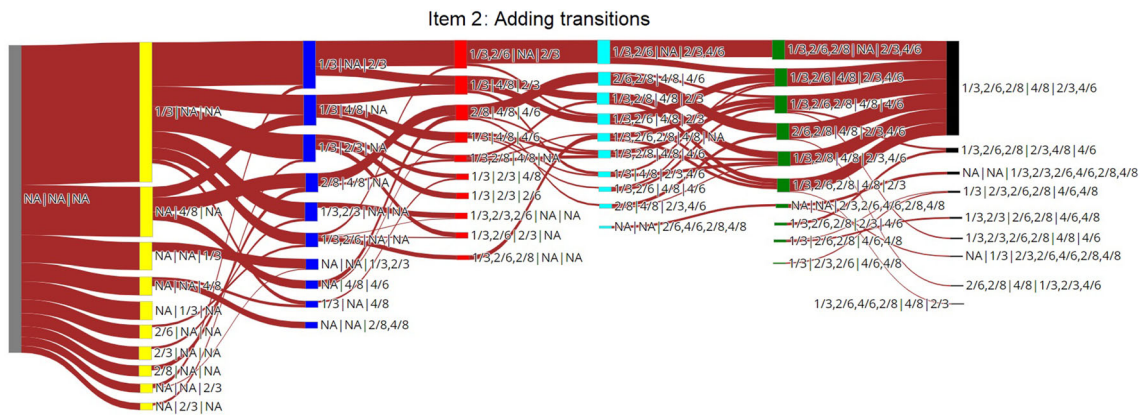 Item 2: Adding transitions
NA|NA|NA
1/3|NA|NA
NA|4/8|NA
NA|NA|1/3
NA|NA|4/8
NA|1/3|NA
2/6|NA|NA
2/3|NA|NA
2/8|NA|NA
NA|NA|2/3
NA|2/3|NA
1/3|NA|2/3
1/3|4/8|NA
1/3|2/3|NA
2/8|4/8|NA
1/3,2/3|NA|NA
1/3,2/6|NA|NA
NA|NA|1/3,2/3
NA|4/8|4/6
1/3|NA|4/8
NA|NA|2/8,4/8
1/3,2/6|NA|2/3
1/3|4/8|2/3
2/8|4/8|4/6
1/3|4/8|4/6
1/3,2/8|4/8|NA
1/3|2/3|4/8
1/3|2/3|2/6
1/3,2/3,2/6|NA|NA
1/3,2/6|2/3|NA
1/3,2/6,2/8|NA|NA
1/3,2/6|NA|2/3,4/6
2/6,2/8|4/8|4/6
1/3,2/8|4/8|2/3
1/3,2/6|4/8|2/3
1/3,2/6,2/8|4/8|NA
1/3,2/8|4/8|4/6
1/3|4/8|2/3,4/6
1/3,2/6|4/8|4/6
2/8|4/8|2/3,4/6
NA|NA|2/6,4/6,2/8,4/8
1/3,2/6,2/8|NA|2/3,4/6
1/3,2/6|4/8|2/3,4/6
1/3,2/6,2/8|4/8|4/6
2/6,2/8|4/8|2/3,4/6
1/3,2/8|4/8|2/3,4/6
1/3,2/6,2/8|4/8|2/3
NA|NA|2/3,2/6,4/6,2/8,4/8
1/3,2/6,2/8|2/3|4/6
1/3|2/6,2/8|4/6,4/8
1/3|2/3,2/6|4/6,4/8
1/3,2/6,2/8|4/8|2/3,4/6
1/3,2/6,2/8|2/3,4/8|4/6
NA|NA|1/3,2/3,2/6,4/6,2/8,4/8
1/3|2/3,2/6,2/8|4/6,4/8
1/3,2/3|2/6,2/8|4/6,4/8
1/3,2/3,2/6,2/8|4/8|4/6
NA|1/3|2/3,2/6,4/6,2/8,4/8
2/6,2/8|4/8|1/3,2/3,4/6
1/3,2/6,4/6,2/8|4/8|2/3